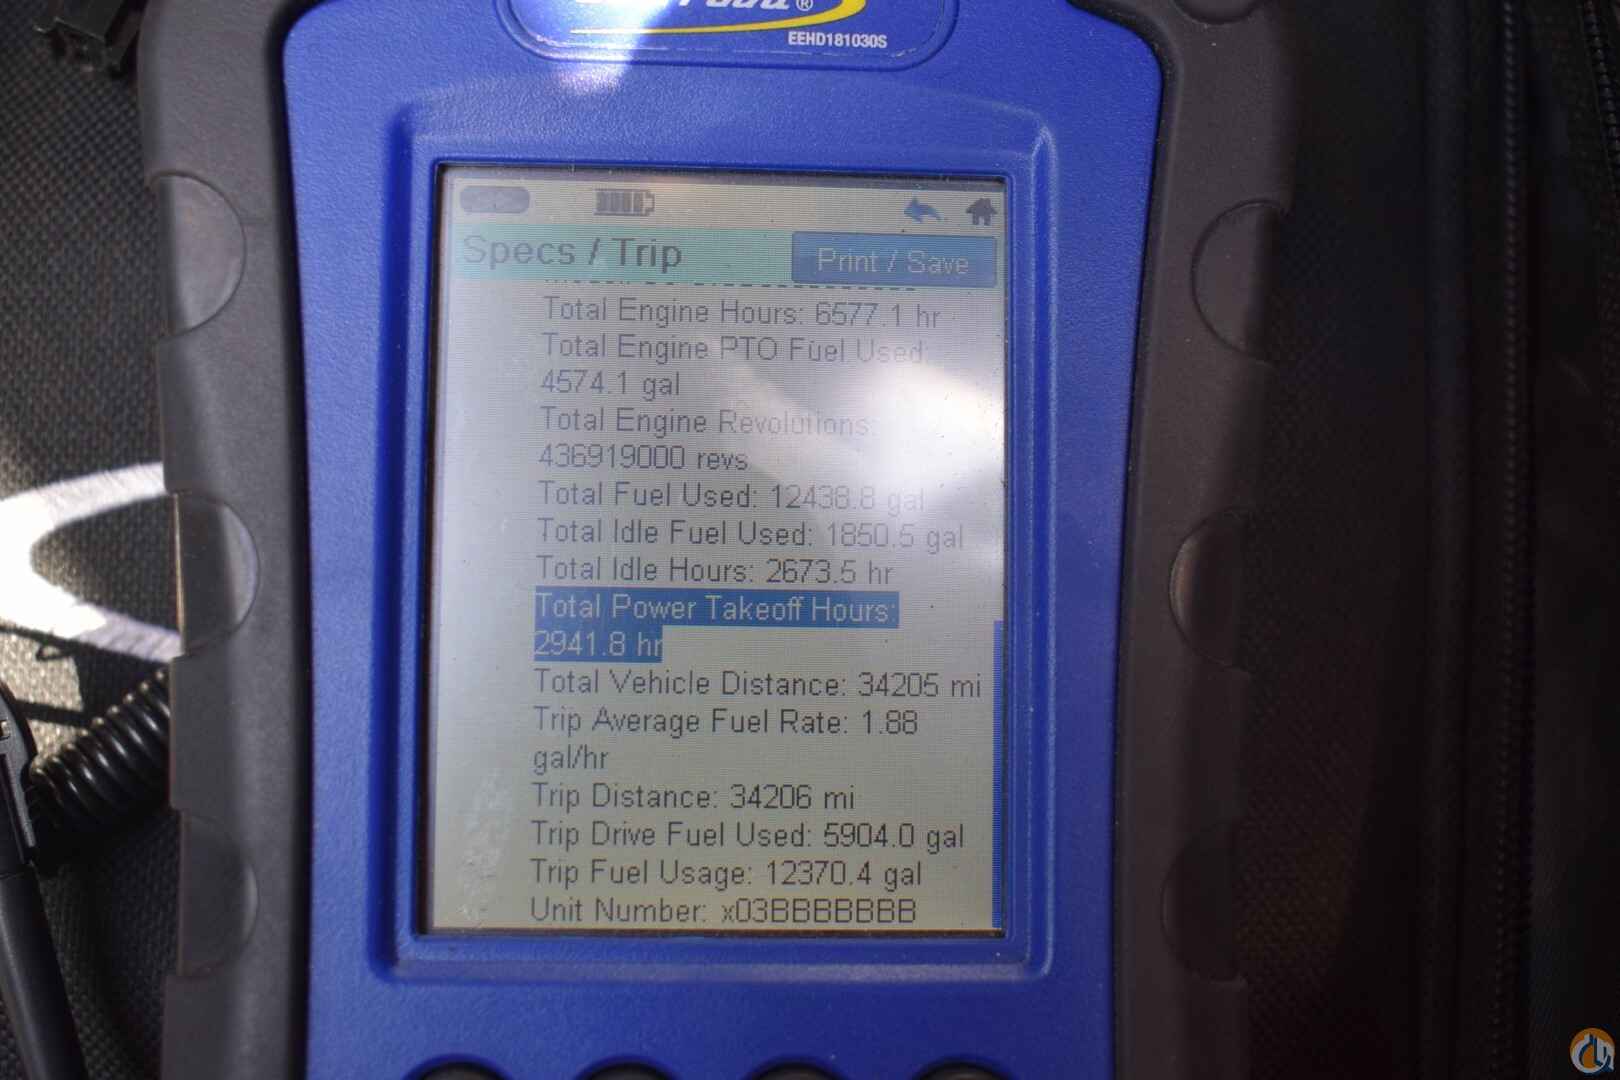 EEHD181030S
Specs / Trip
Print / Save
Total Engine Hours: 6577.1 hr
Total Engine PTO Fuel Used:
4574.1 gal
Total Engine Revolutions:
436919000 revs
Total Fuel Used: 12438.8 gal
Total Idle Fuel Used: 1850.5 gal
Total Idle Hours: 2673.5 hr
Total Power Takeoff Hours:
2941.8 hr
Total Vehicle Distance: 34205 mi
Trip Average Fuel Rate: 1.88
gal/hr
Trip Distance: 34206 mi
Trip Drive Fuel Used: 5904.0 gal
Trip Fuel Usage: 12370.4 gal
Unit Number: x03BBBBBBB